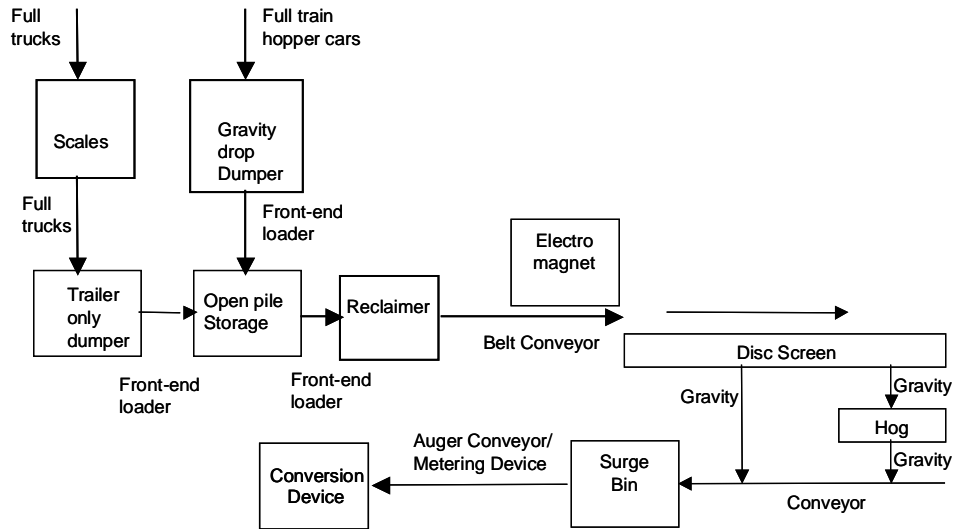 Full
trucks
Full train
hopper cars
Scales
Gravity
drop
Dumper
Full
trucks
Front-end
loader
Electro
magnet
Trailer
only
dumper
Open pile
Storage
Reclaimer
Belt Conveyor
Disc Screen
Front-end
loader
Front-end
loader
Gravity
Gravity
Hog
Gravity
Auger Conveyor/
Metering Device
Conversion
Device
Surge
Bin
Conveyor